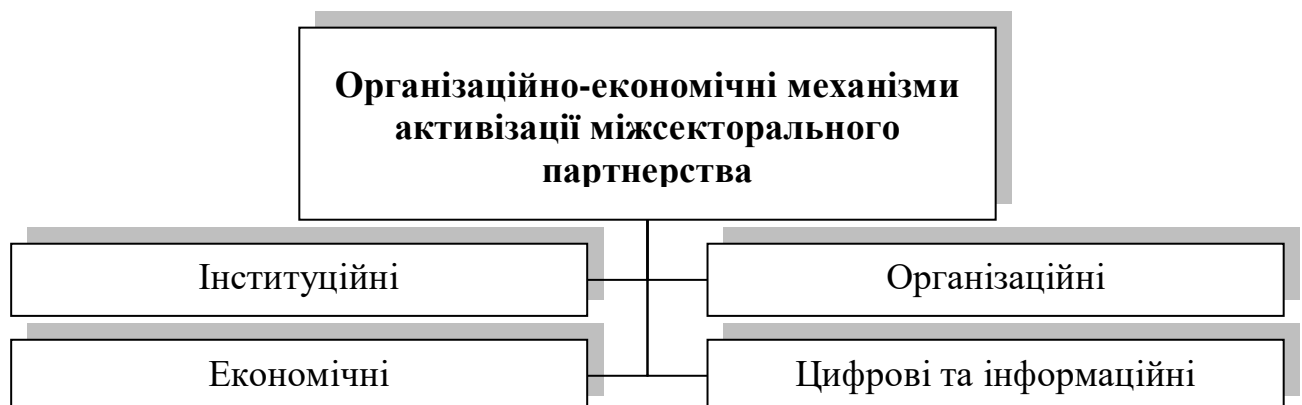 Організаційно-економічні механізми
активізації міжсекторального
партнерства
Інституційні
Організаційні
Економічні
Цифрові та інформаційні